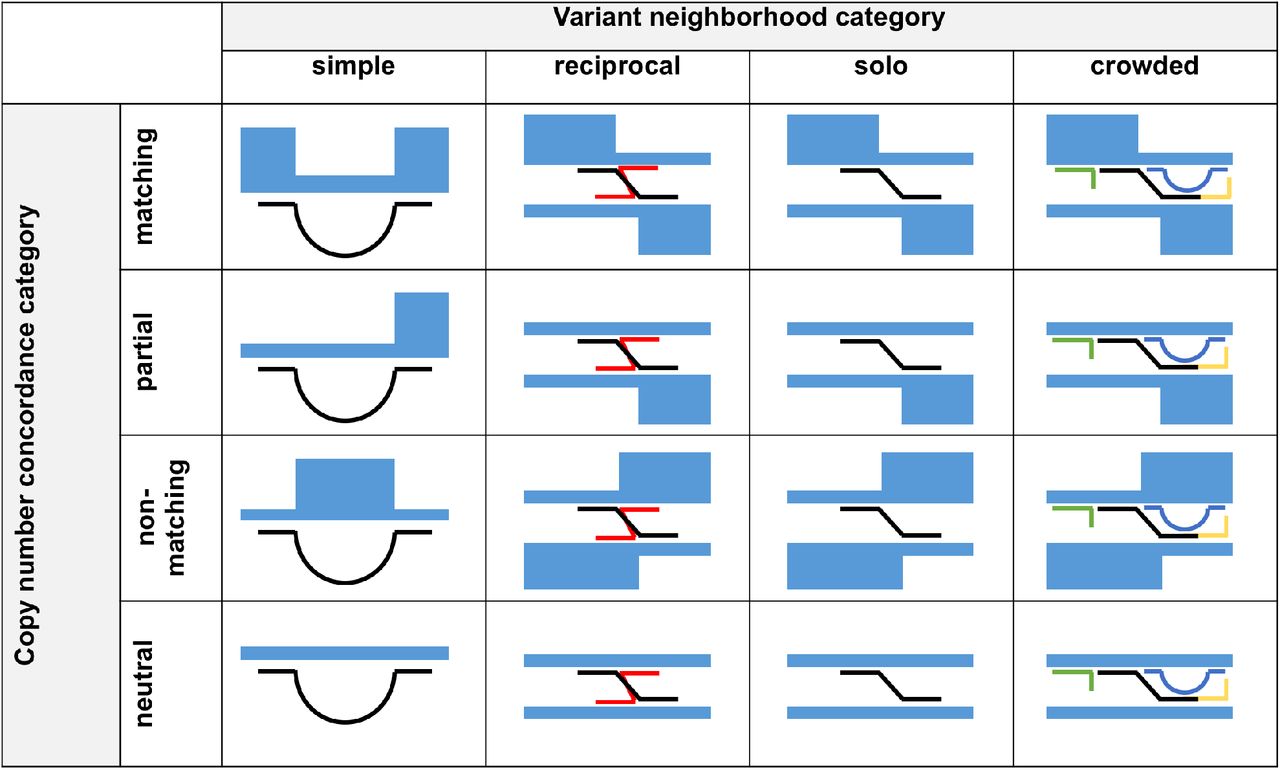 Variant neighborhood category
simple
reciprocal
solo
crowded
Copy number concordance category
matching
partial
non-
matching
neutral